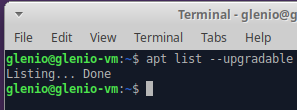 Terminal - glenio@glenio-vm
File Edit View Terminal Tabs Help
glenio@glenio-vm:~$ apt list --upgradable
Listing... Done
glenio@glenio-vm:~$